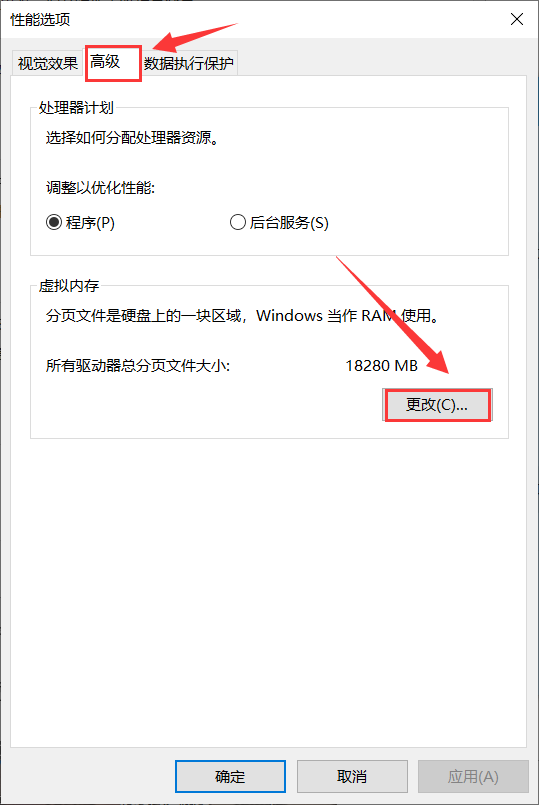 性能选项
视觉效果 高级 数据执行保护
处理器计划
选择如何分配处理器资源。
调整以优化性能:
程序(P) 后台服务(S)
虚拟内存
分页文件是硬盘上的一块区域，Windows 当作 RAM 使用。
所有驱动器总分页文件大小: 18280 MB
更改(C)...
确定 取消 应用(A)